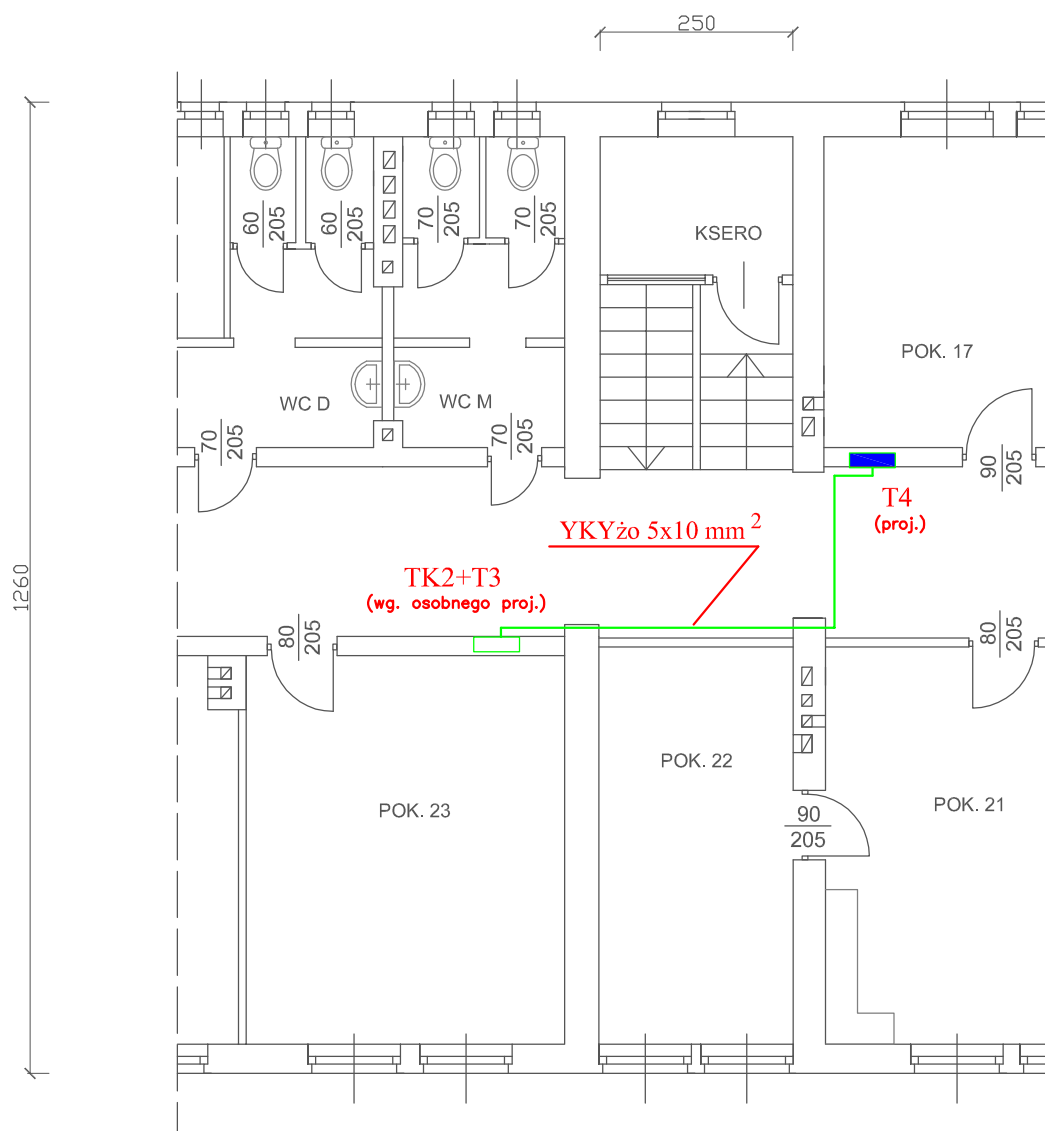 250
1260
60
205
60
205
70
205
70
205
KSERO
POK. 17
WC D
WC M
70
205
70
205
90
205
T4
(proj.)
YKYżo 5x10 mm 2
TK2+T3
(wg. osobnego proj.)
80
205
80
205
POK. 22
POK. 23
POK. 21
90
205